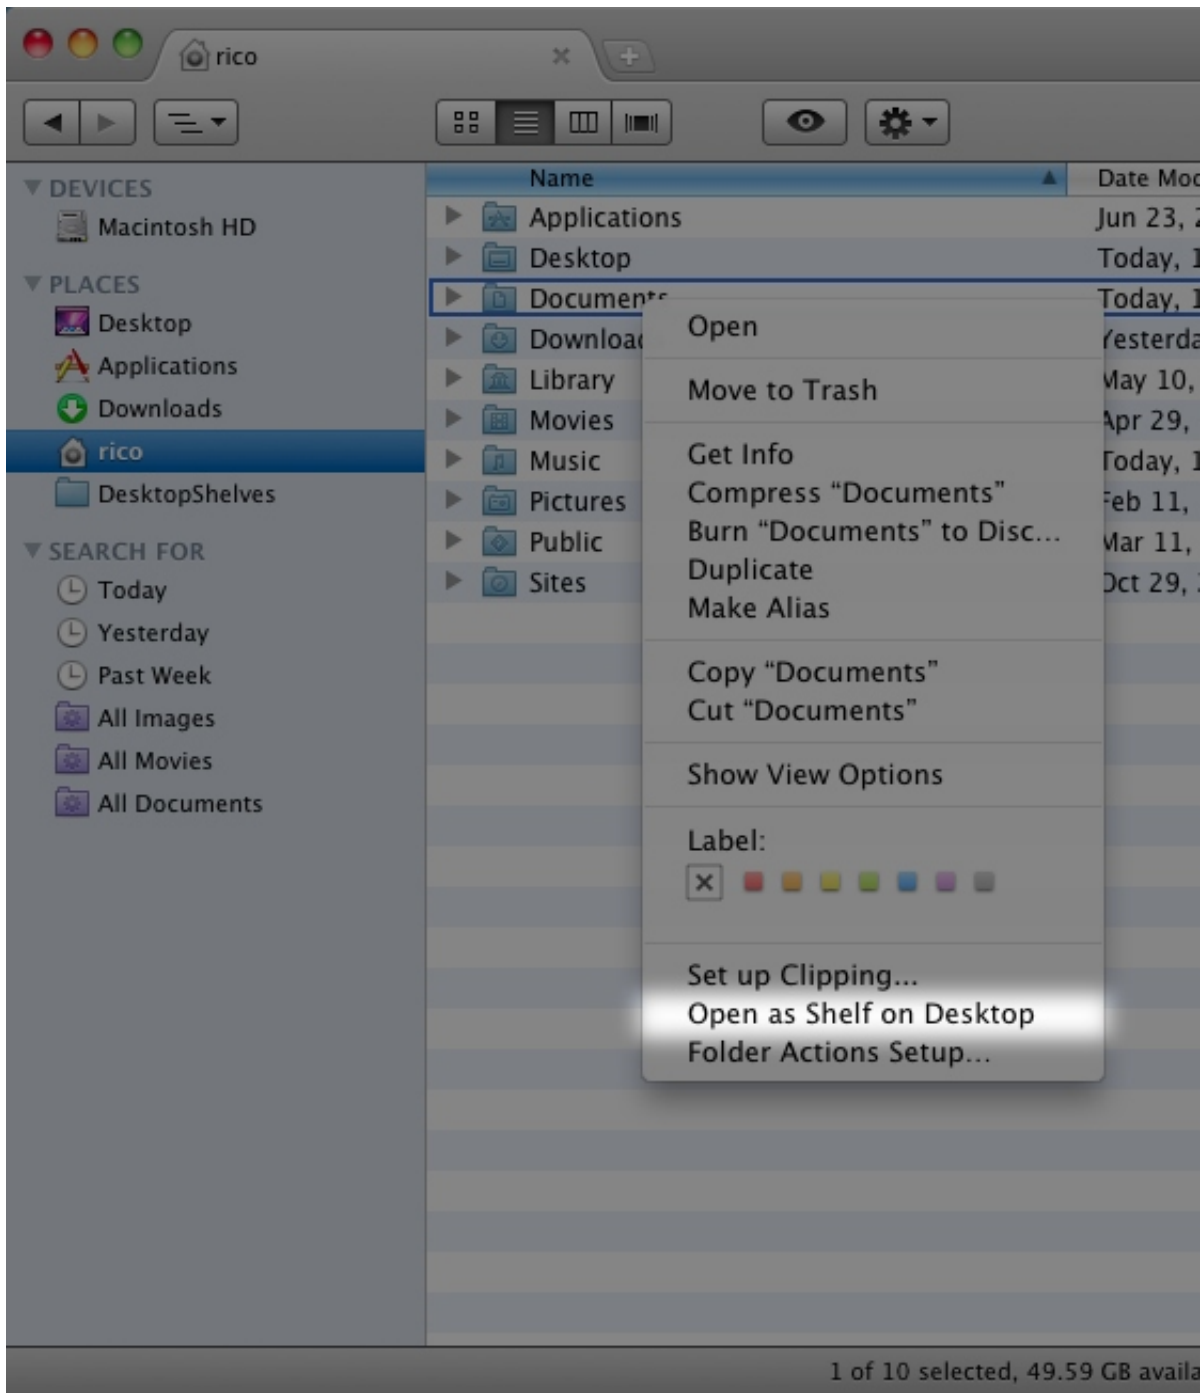 rico
DEVICES
Macintosh HD
PLACES
Desktop
Applications
Downloads
rico
DesktopShelves
SEARCH FOR
Today
Yesterday
Past Week
All Images
All Movies
All Documents
Name
Date
Applications
Jun 23,
Desktop
Today,
Documents
Today,
Library
May 10,
Movies
Apr 29,
Music
Today,
Pictures
Feb 11,
Public
Mar 11,
Sites
Oct 29,
Open
Move to Trash
Get Info
Compress “Documents”
Burn “Documents” to Disc...
Duplicate
Make Alias
Copy “Documents”
Cut “Documents”
Show View Options
Label:
Set up Clipping...
Open as Shelf on Desktop
Folder Actions Setup...
1 of 10 selected, 49.59 GB